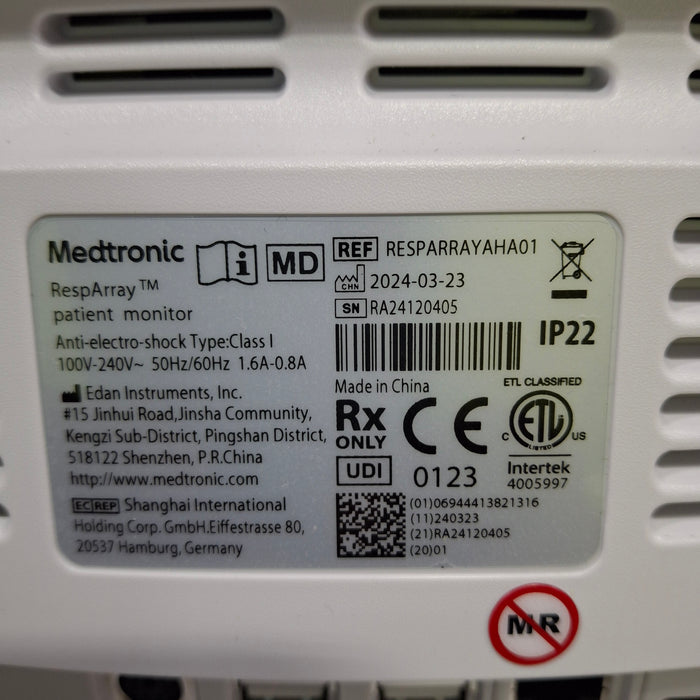 Medtronic
i
MD
RespArray™
patient monitor
Anti-electro-shock Type:Class I
100V-240V~ 50Hz/60Hz 1.6A-0.8A
Edan Instruments, Inc.
#15 Jinhui Road,Jinsha Community,
Kengzi Sub-District, Pingshan District,
518122 Shenzhen, P.R.China
http://www.medtronic.com
EC REP Shanghai International
Holding Corp. GmbH.Eiffestrasse 80,
20537 Hamburg, Germany
REF RESPARRAYAHA01
CHN 2024-03-23
SN RA24120405
IP22
Made in China
Rx
ONLY
CE
0123
UDI
ETL CLASSIFIED
ETL
LISTED
C US
Intertek
4005997
(01)06944413821316
(11)240323
(21)RA24120405
(20)01
MR